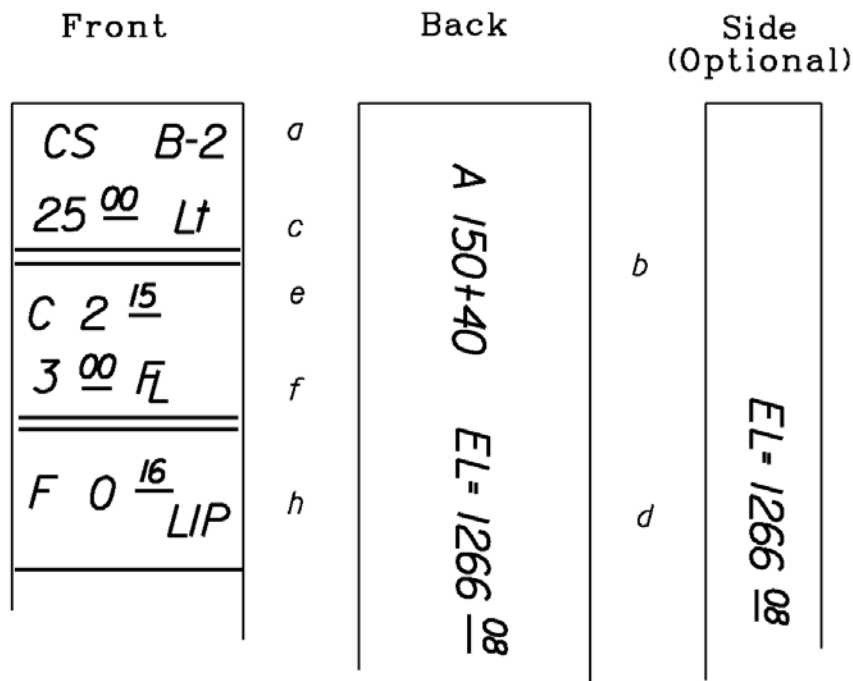 Front
Back
Side
(Optional)
CS B-2
25 00 Lt
C 2 15
3 00 FL
F 0 16
LIP
a
c
e
f
h
A 150+40 EL= 1266 08
b
d
EL= 1266 08